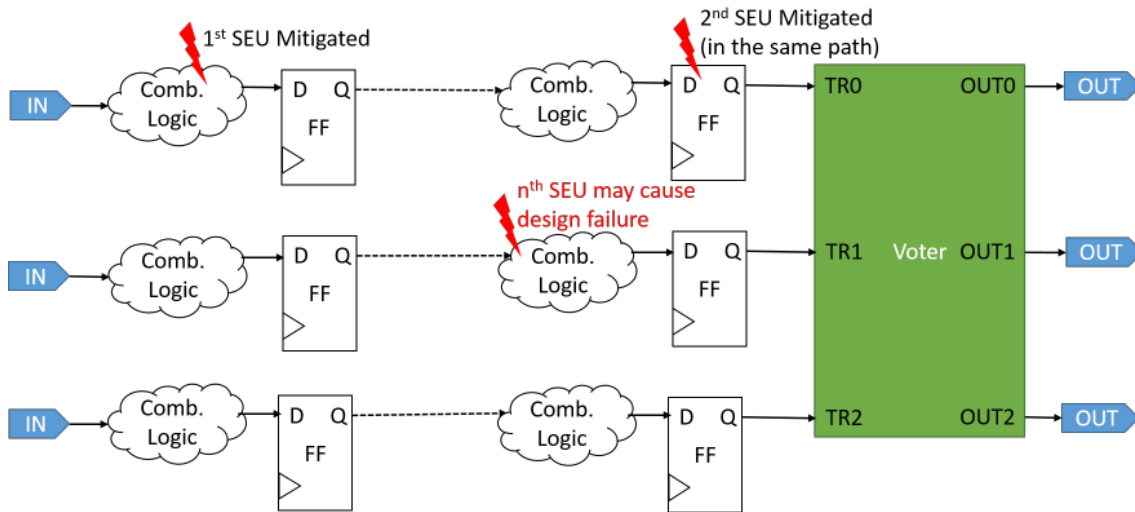 1st SEU Mitigated
2nd SEU Mitigated
(in the same path)
IN
Comb.
Logic
D Q
FF
Comb.
Logic
D Q
FF
TR0
OUT0
OUT
nth SEU may cause
design failure
IN
Comb.
Logic
D Q
FF
Comb.
Logic
D Q
FF
TR1
Voter
OUT1
OUT
IN
Comb.
Logic
D Q
FF
Comb.
Logic
D Q
FF
TR2
OUT2
OUT